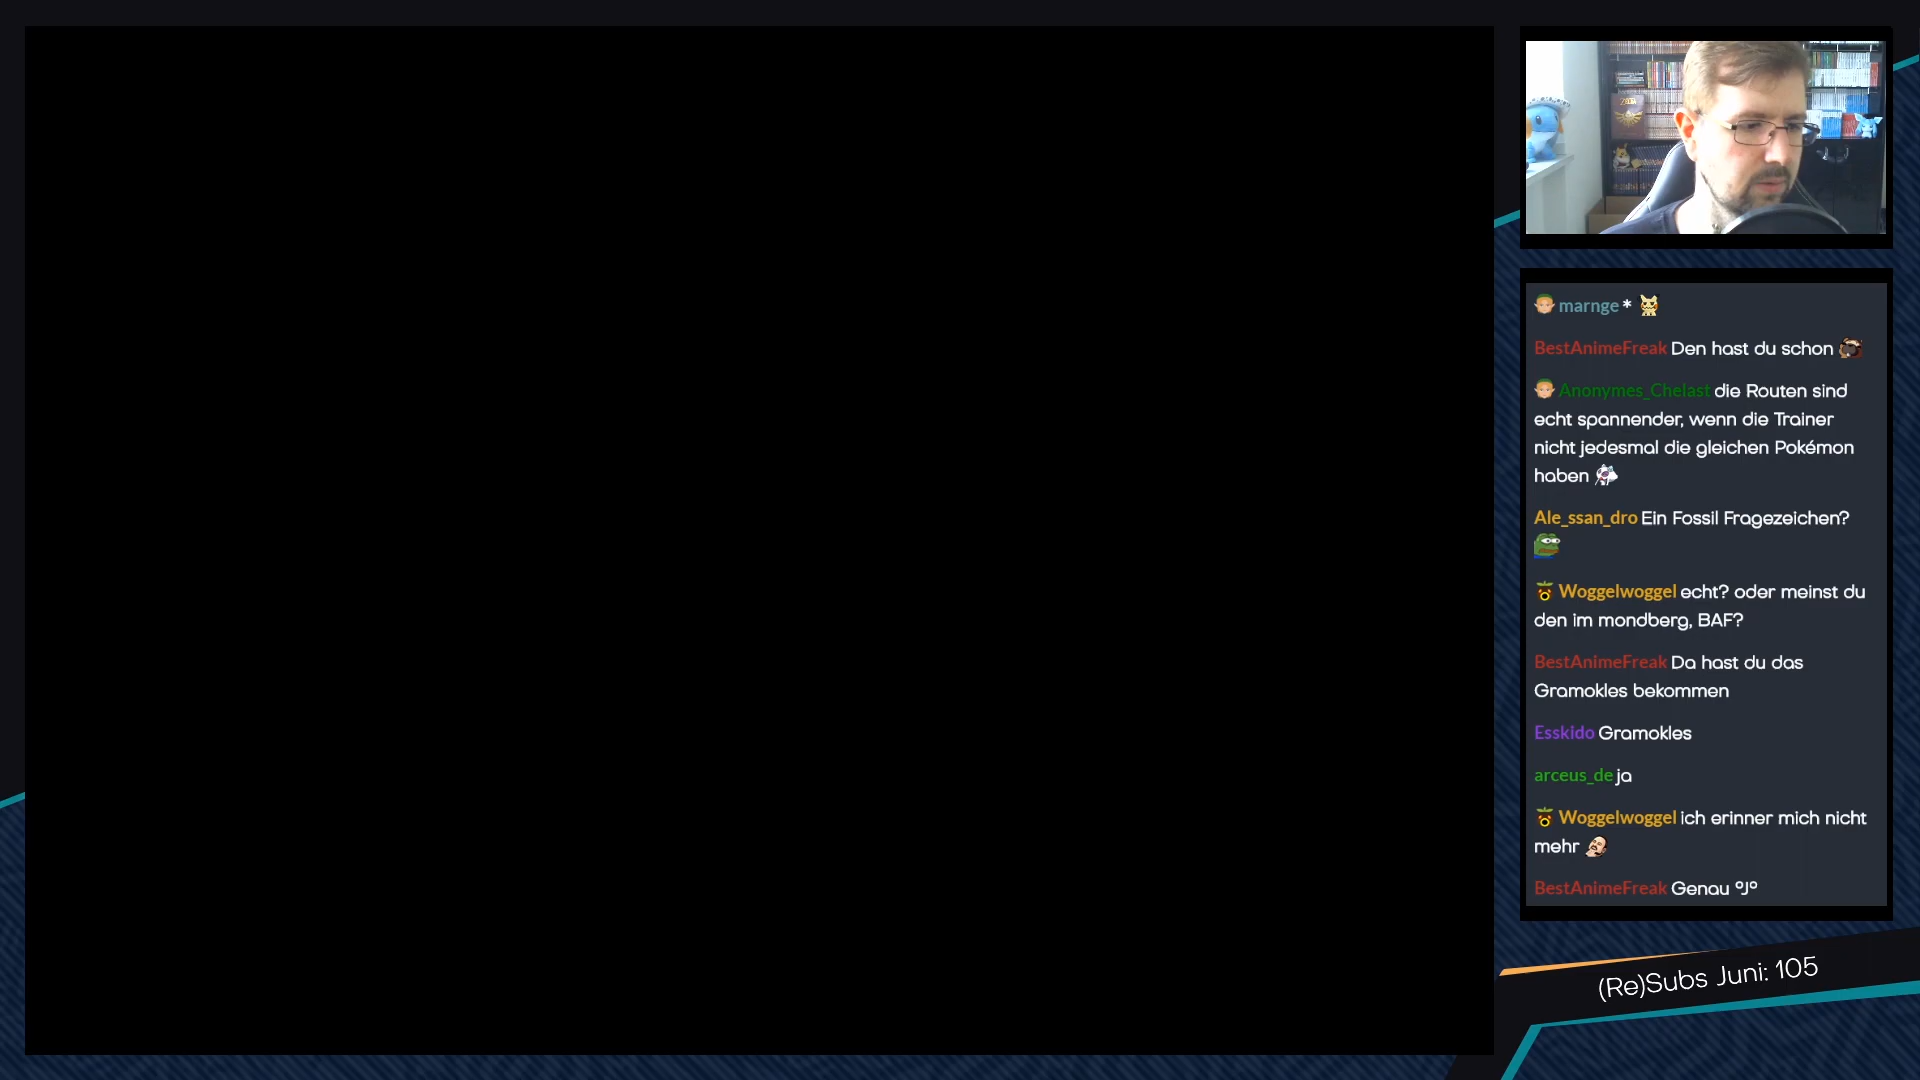 marnge *
BestAnimeFreak Den hast du schon
Anonymes_Chelast die Routen sind
echt spannender, wenn die Trainer
nicht jedesmal die gleichen Pokémon
haben
Ale_ssan_dro Ein Fossil Fragezeichen?
Woggelwoggel echt? oder meinst du
den im mondberg, BAF?
BestAnimeFreak Da hast du das
Gramokles bekommen
Esskido Gramokles
arceus_de ja
Woggelwoggel ich erinner mich nicht
mehr
BestAnimeFreak Genau °J°
(Re)Subs Juni: 105